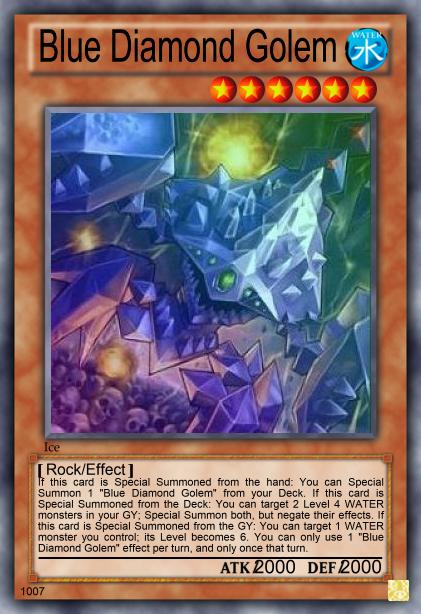 Blue Diamond Golem
WATER
水
Ice
[ Rock/Effect ]
If this card is Special Summoned from the hand: You can Special
Summon 1 "Blue Diamond Golem" from your Deck. If this card is
Special Summoned from the Deck: You can target 2 Level 4 WATER
monsters in your GY; Special Summon both, but negate their effects. If
this card is Special Summoned from the GY: You can target 1 WATER
monster you control; its Level becomes 6. You can only use 1 "Blue
Diamond Golem" effect per turn, and only once that turn.
ATK 2000 DEF 2000
1007